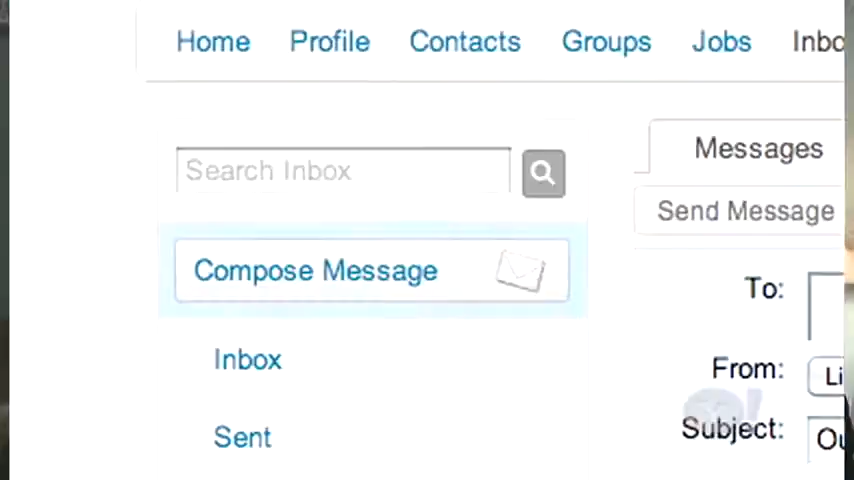 Home Profile Contacts Groups Jobs
Search Inbox
Messages
Send Message
Compose Message
To:
Inbox
From:
Subject:
Sent